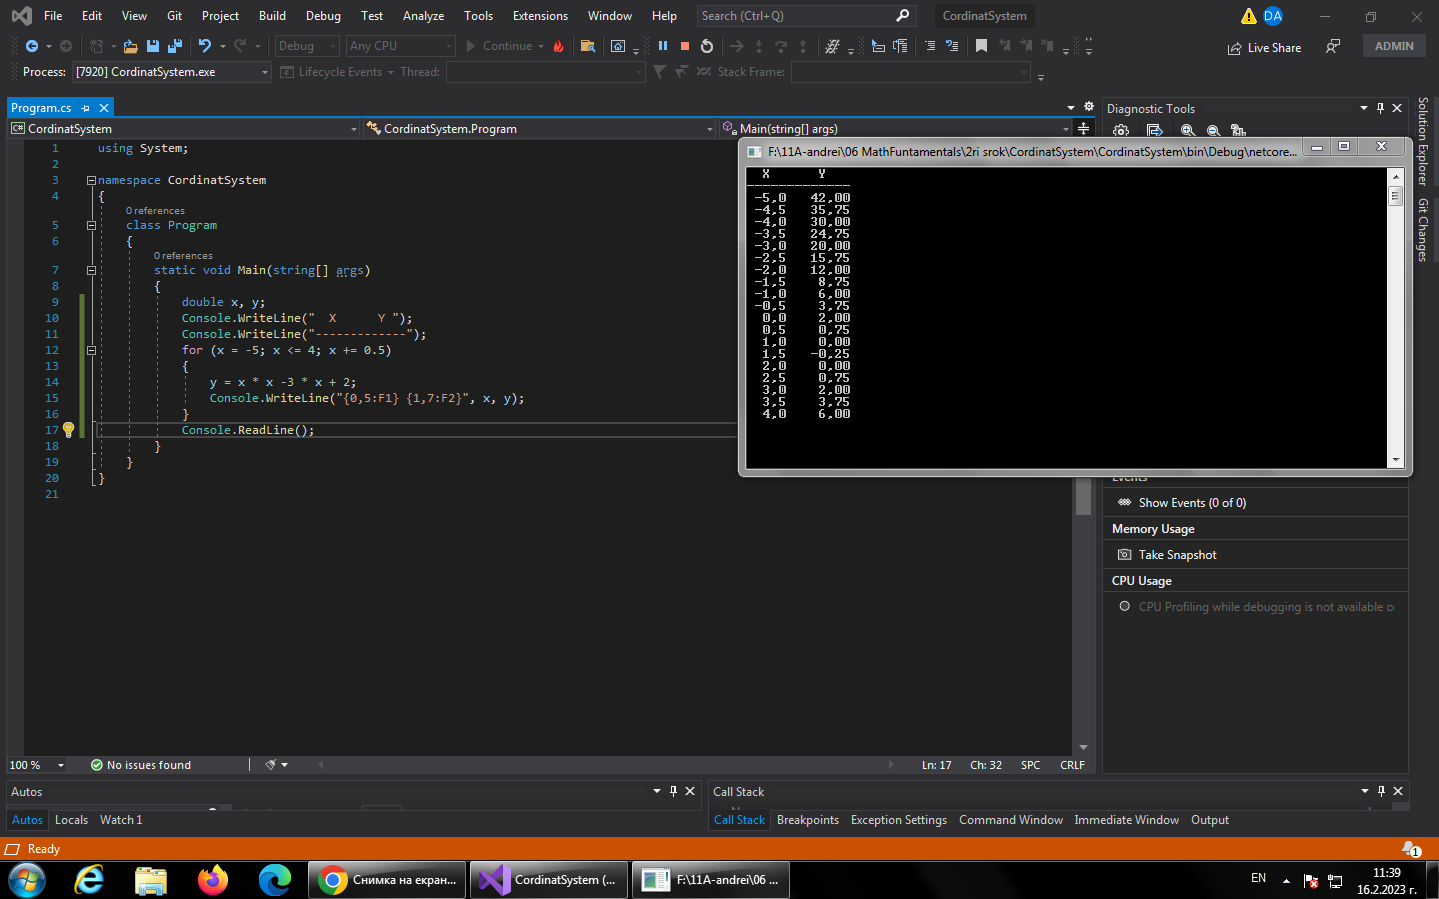 File Edit View Git Project Build Debug Test Analyze Tools Extensions Window Help Search (Ctrl+Q) CordinatSystem DA
Debug Any CPU Continue Live Share ADMIN
Process: [7920] CordinatSystem.exe Lifecycle Events Thread: Stack Frame:
Program.cs
CordinatSystem CordinatSystem.Program Main(string[] args)
1 using System;
2
3 namespace CordinatSystem
4 {
0 references
5 class Program
6 {
0 references
7 static void Main(string[] args)
8 {
9 double x, y;
10 Console.WriteLine("  X      Y ");
11 Console.WriteLine("-------------");
12 for (x = -5; x <= 4; x += 0.5)
13 {
14 y = x * x -3 * x + 2;
15 Console.WriteLine("{0,5:F1} {1,7:F2}", x, y);
16 }
17 Console.ReadLine();
18 }
19 }
20 }
21
Diagnostic Tools
F:\11A-andrei\06 MathFuntamentals\2ri srok\CordinatSystem\CordinatSystem\bin\Debug\netcore...
X Y
-------------
-5,0 42,00
-4,5 35,75
-4,0 30,00
-3,5 24,75
-3,0 20,00
-2,5 15,75
-2,0 12,00
-1,5 8,75
-1,0 6,00
-0,5 3,75
0,0 2,00
0,5 0,75
1,0 0,00
1,5 -0,25
2,0 0,00
2,5 0,75
3,0 2,00
3,5 3,75
4,0 6,00
Events
Show Events (0 of 0)
Memory Usage
Take Snapshot
CPU Usage
CPU Profiling while debugging is not available
Solution Explorer
Git Changes
100 % No issues found Ln: 17 Ch: 32 SPC CRLF
Autos
Autos Locals Watch 1
Call Stack
Call Stack Breakpoints Exception Settings Command Window Immediate Window Output
Ready 1
Снимка на екран... CordinatSystem (... F:\11A-andrei\06 ... EN 11:39
16.2.2023 г.